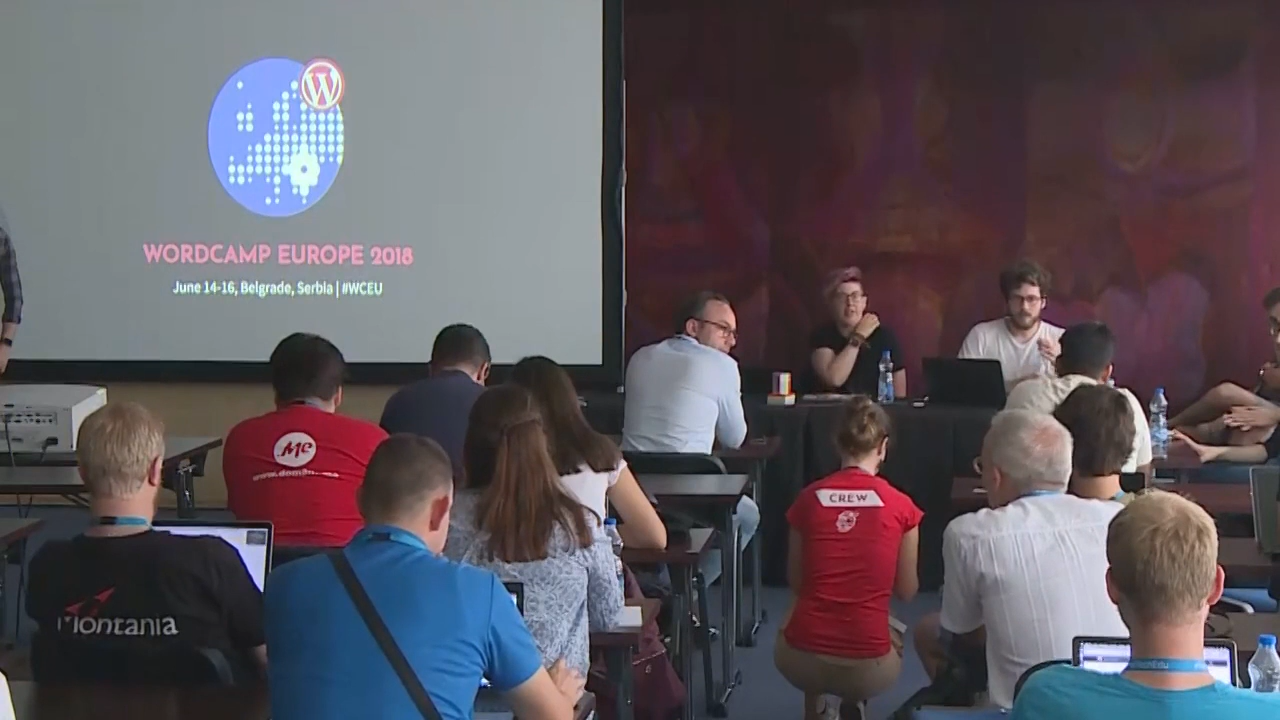 W
WORDCAMP EUROPE 2018
June 14-16, Belgrade, Serbia | #WCEU
Me
CREW
Montania